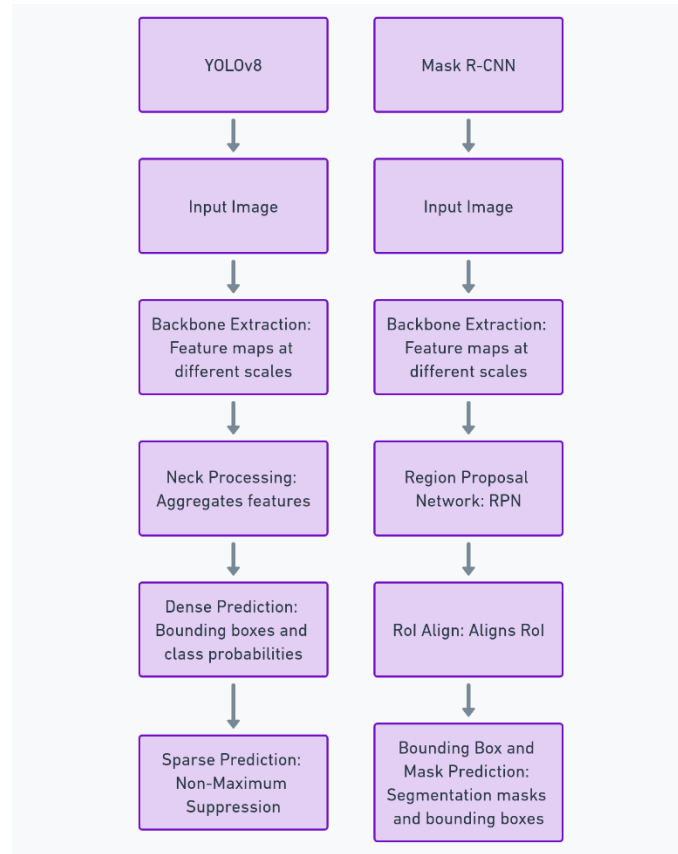 YOLOv8
Input Image
Backbone Extraction:
Feature maps at
different scales
Neck Processing:
Aggregates features
Dense Prediction:
Bounding boxes and
class probabilities
Sparse Prediction:
Non-Maximum
Suppression
Mask R-CNN
Input Image
Backbone Extraction:
Feature maps at
different scales
Region Proposal
Network: RPN
RoI Align: Aligns RoI
Bounding Box and
Mask Prediction:
Segmentation masks
and bounding boxes